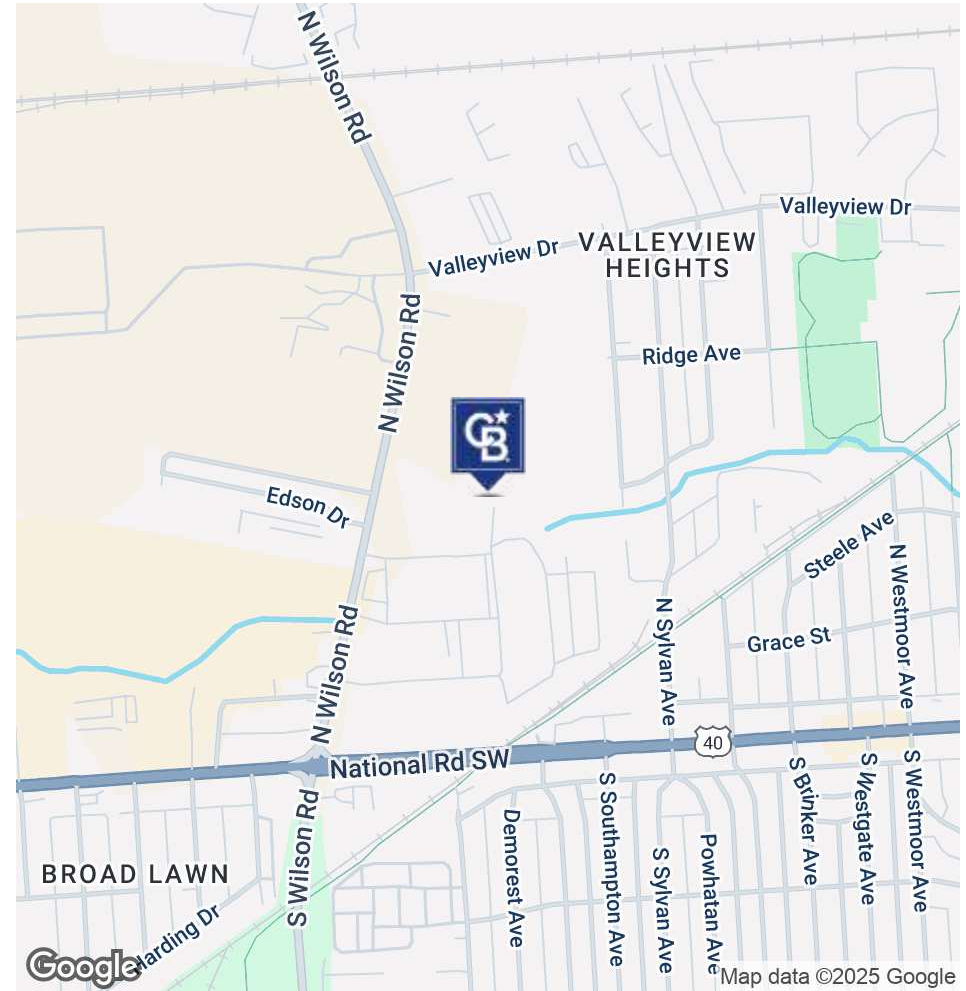 N Wilson Rd
Valleyview Dr
Valleyview Dr
VALLEYVIEW
HEIGHTS
N Wilson Rd
Ridge Ave
CB
Edson Dr
Steele Ave
N Westmoor Ave
N Sylvan Ave
Grace St
N Wilson Rd
40
National Rd SW
S Wilson Rd
Demorest Ave
S Southampton Ave
S Sylvan Ave
Powhatan Ave
S Brinker Ave
S Westgate Ave
S Westmoor Ave
BROAD LAWN
Harding Dr
Google
Map data ©2025 Google